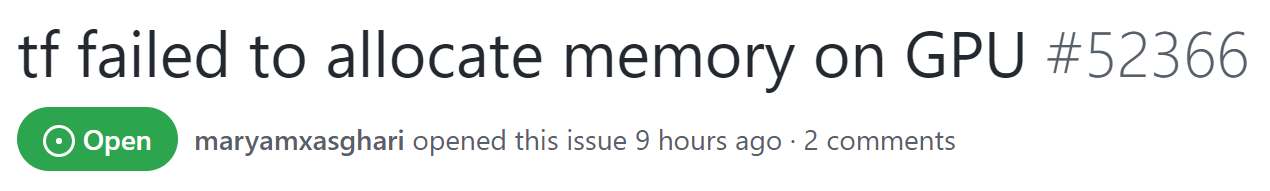 tf failed to allocate memory on GPU #52366
Open maryamxasghari opened this issue 9 hours ago · 2 comments